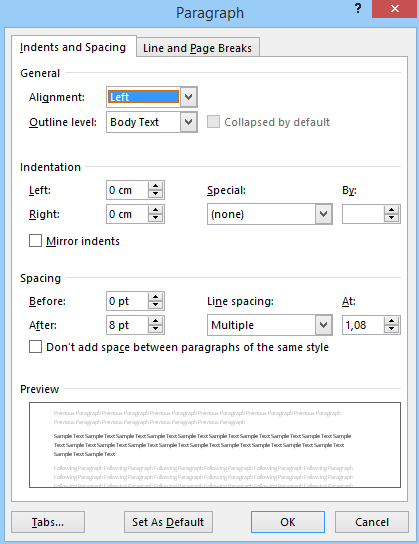 Paragraph
?
Indents and Spacing Line and Page Breaks
General
Alignment: Left
Outline level: Body Text Collapsed by default
Indentation
Left: 0 cm Special: By:
Right: 0 cm (none)
Mirror indents
Spacing
Before: 0 pt Line spacing: At:
After: 8 pt Multiple 1,08
Don't add space between paragraphs of the same style
Preview
Previous Paragraph Previous Paragraph Previous Paragraph Previous Paragraph Previous Paragraph Previous Paragraph
Previous Paragraph Previous Paragraph Previous Paragraph Previous Paragraph
Sample Text Sample Text Sample Text Sample Text Sample Text Sample Text Sample Text Sample Text Sample Text Sample Text
Sample Text Sample Text Sample Text Sample Text Sample Text Sample Text Sample Text Sample Text Sample Text Sample Text
Sample Text Sample Text
Following Paragraph Following Paragraph Following Paragraph Following Paragraph Following Paragraph Following Paragraph
Following Paragraph Following Paragraph Following Paragraph Following Paragraph Following Paragraph Following Paragraph
Tabs... Set As Default OK Cancel